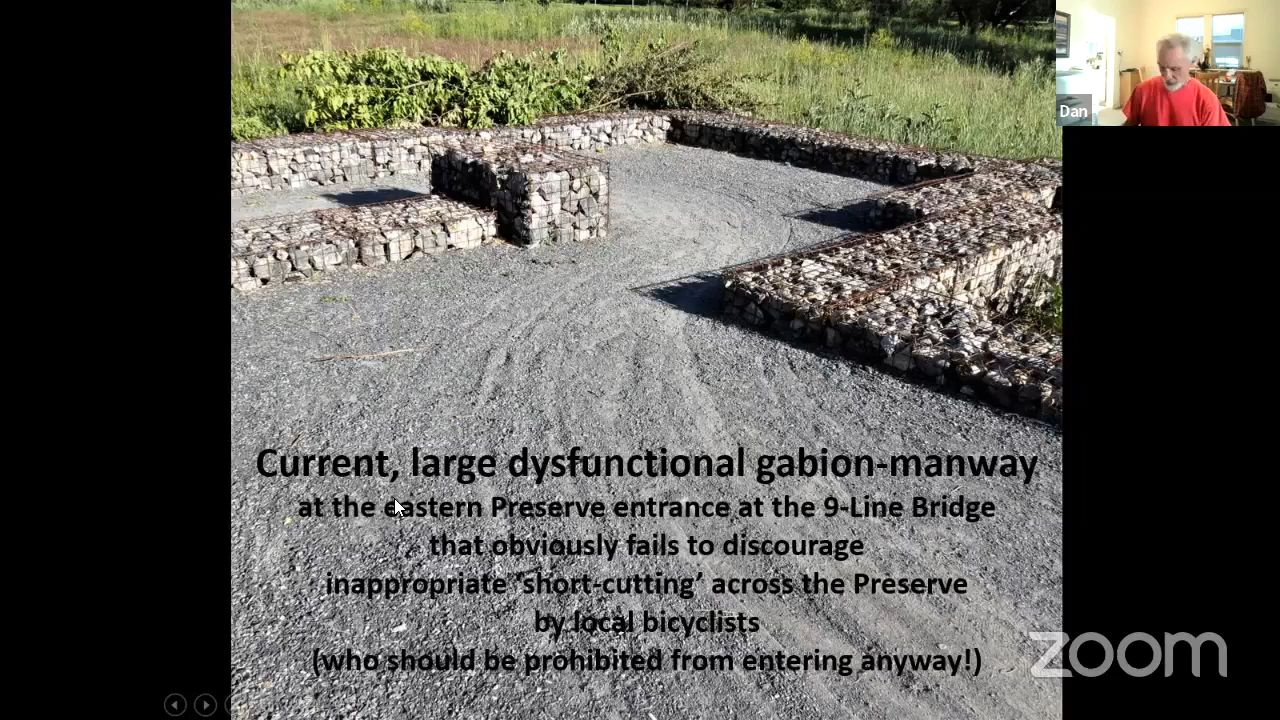 Dan
Current, large dysfunctional gabion-manway
at the eastern Preserve entrance at the 9-Line Bridge
that obviously fails to discourage
inappropriate ‘short-cutting’ across the Preserve
by local bicyclists
(who should be prohibited from entering anyway!)
zoom